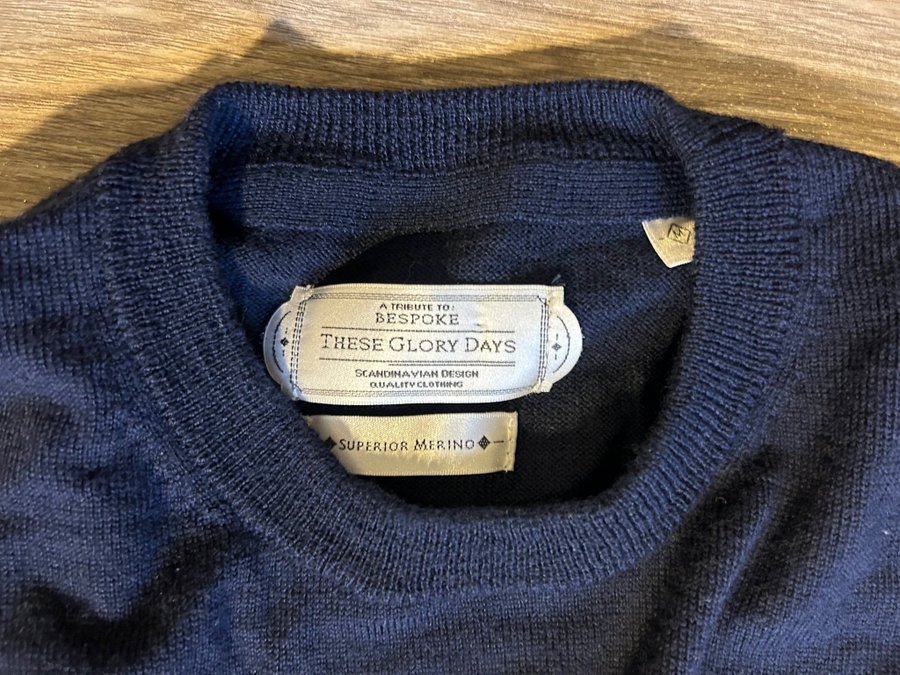 A TRIBUTE TO:
BESPOKE
THESE GLORY DAYS
SCANDINAVIAN DESIGN
QUALITY CLOTHING
SUPERIOR MERINO
M